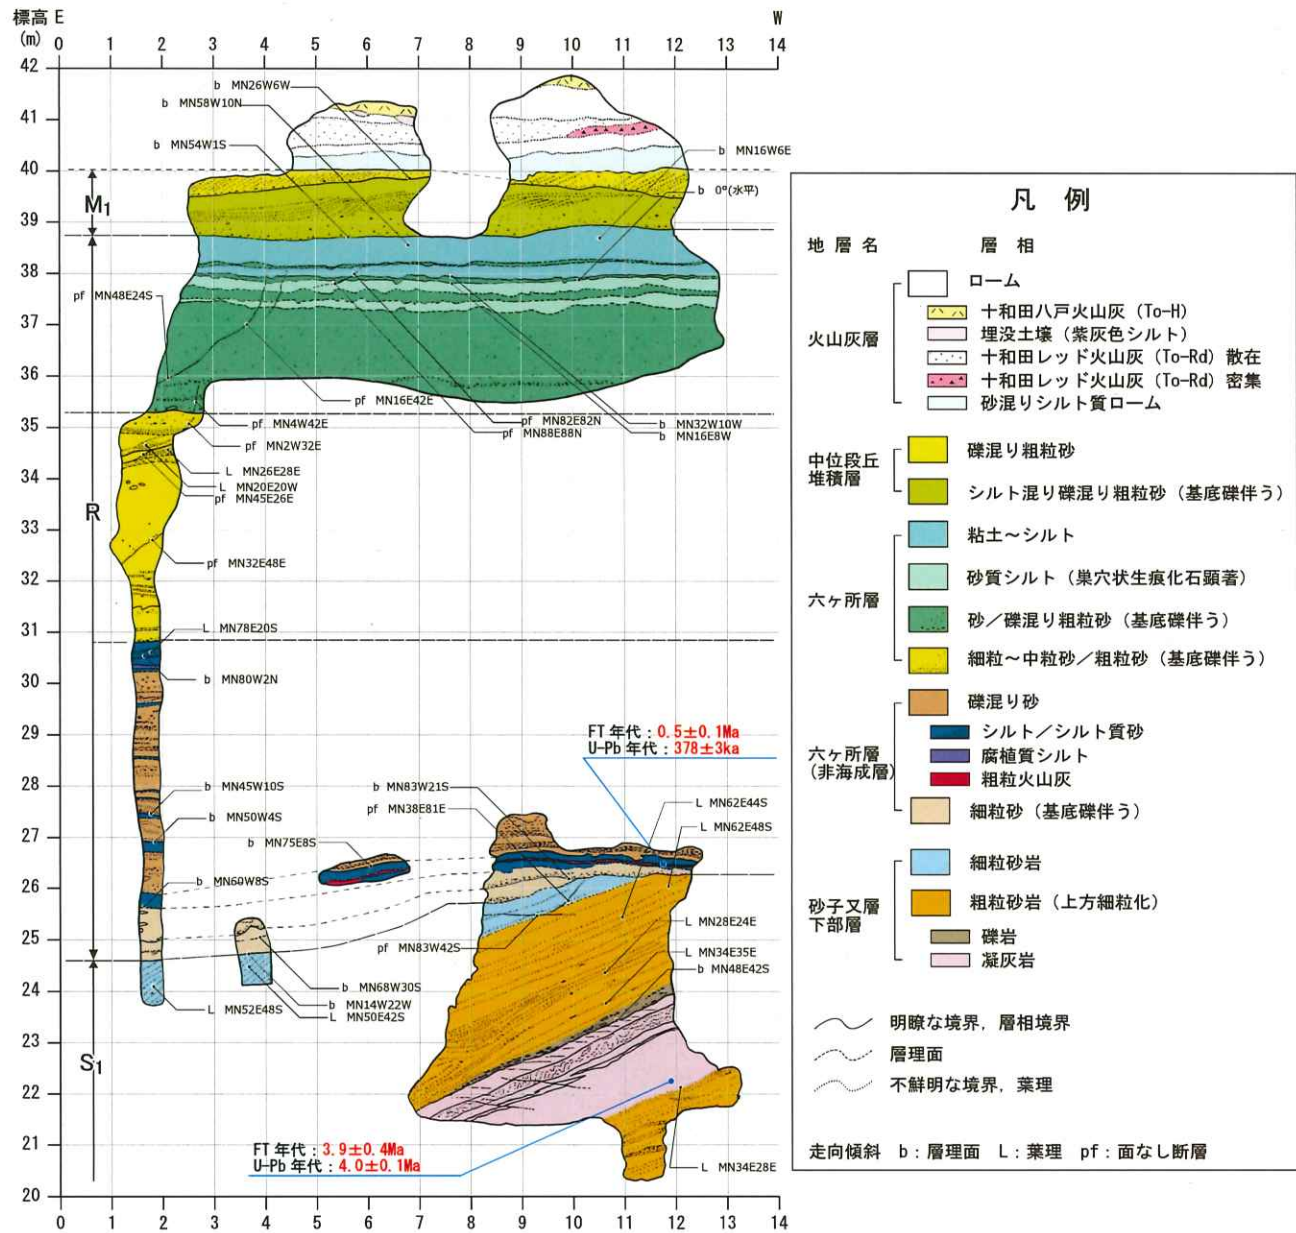 標高 E
W
(m)
0 1 2 3 4 5 6 7 8 9 10 11 12 13 14
42
41
40
39
38
37
36
35
34
33
32
31
30
29
28
27
26
25
24
23
22
21
20
0 1 2 3 4 5 6 7 8 9 10 11 12 13 14
M1
R
S1
b MN26W6W
b MN58W10N
b MN54W1S
b MN16W6E
b 0°(水平)
pf MN48E24S
pf MN16E42E
pf MN4W42E
pf MN82E82N
b MN32W10W
pf MN88E88N
b MN16E8W
pf MN2W32E
L MN26E28E
L MN20E20W
pf MN45E26E
pf MN32E48E
L MN78E20S
b MN80W2N
FT 年代：0.5±0.1Ma
U-Pb 年代：378±3ka
b MN45W10S
b MN83W21S
L MN62E44S
pf MN38E81E
b MN50W4S
L MN62E48S
b MN75E8S
b MN60W8S
L MN28E24E
pf MN83W42S
L MN34E35E
b MN48E42S
b MN68W30S
b MN14W22W
L MN52E48S
L MN50E42S
FT 年代：3.9±0.4Ma
U-Pb 年代：4.0±0.1Ma
L MN34E28E
凡 例
地 層 名 層 相
火山灰層
ローム
十和田八戸火山灰（To-H）
埋没土壌（紫灰色シルト）
十和田レッド火山灰（To-Rd）散在
十和田レッド火山灰（To-Rd）密集
砂混りシルト質ローム
中位段丘
堆積層
礫混り粗粒砂
シルト混り礫混り粗粒砂（基底礫伴う）
六ヶ所層
粘土～シルト
砂質シルト（巣穴状生痕化石顕著）
砂／礫混り粗粒砂（基底礫伴う）
細粒～中粒砂／粗粒砂（基底礫伴う）
六ヶ所層
(非海成層)
礫混り砂
シルト／シルト質砂
腐植質シルト
粗粒火山灰
細粒砂（基底礫伴う）
砂子又層
下部層
細粒砂岩
粗粒砂岩（上方細粒化）
礫岩
凝灰岩
明瞭な境界，層相境界
層理面
不鮮明な境界，葉理
走向傾斜 b：層理面 L：葉理 pf：面なし断層